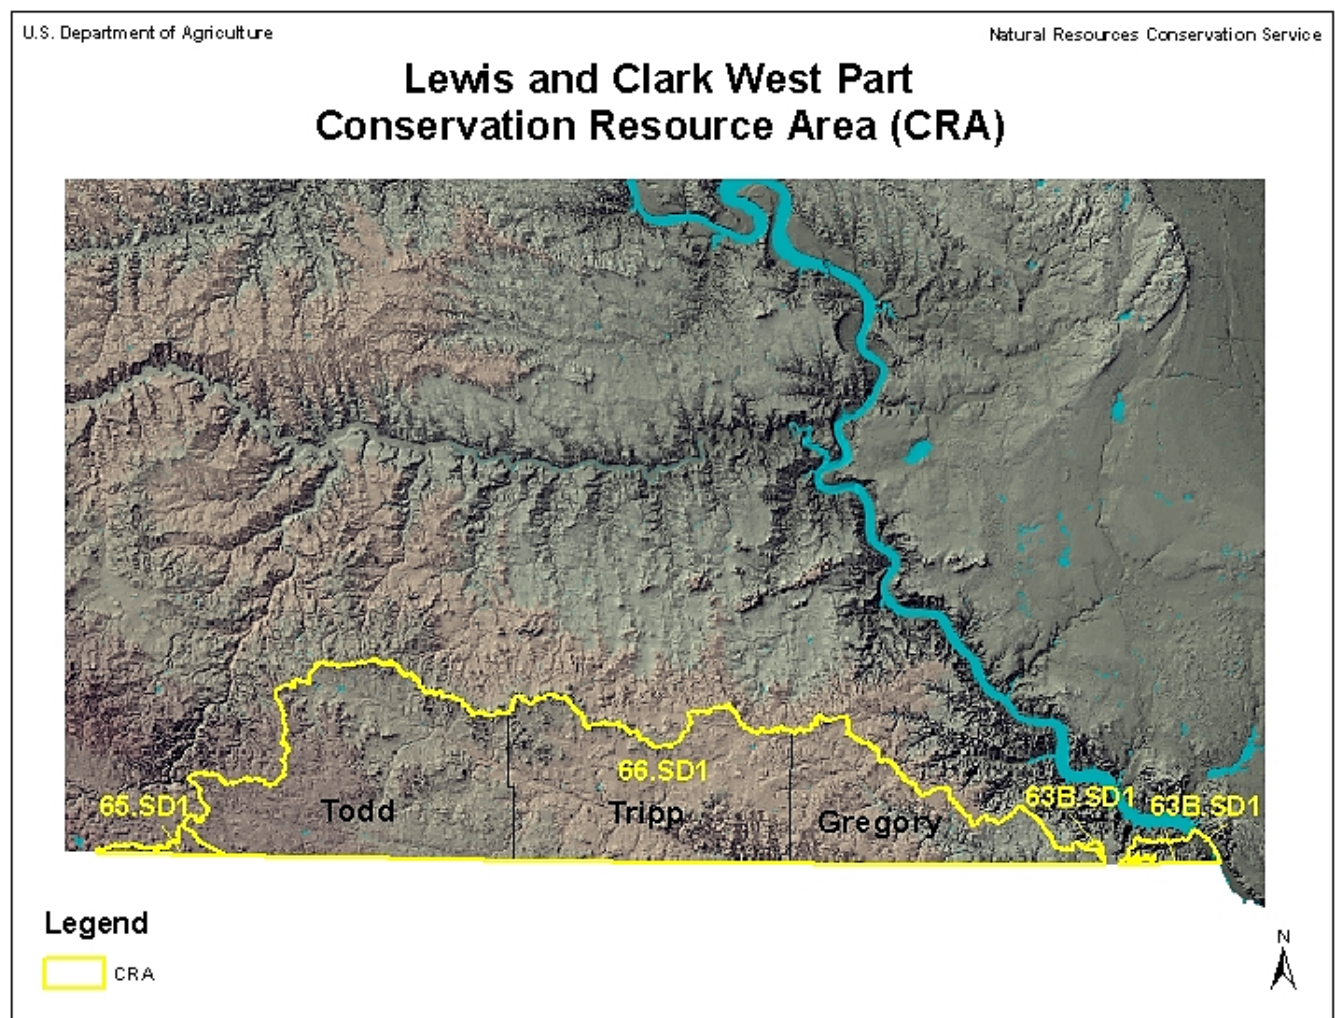 U.S. Department of Agriculture
Natural Resources Conservation Service
Lewis and Clark West Part
Conservation Resource Area (CRA)
66.SD1
65.SD1
63B.SD1
63B.SD1
Todd
Tripp
Gregory
Legend
CRA
N